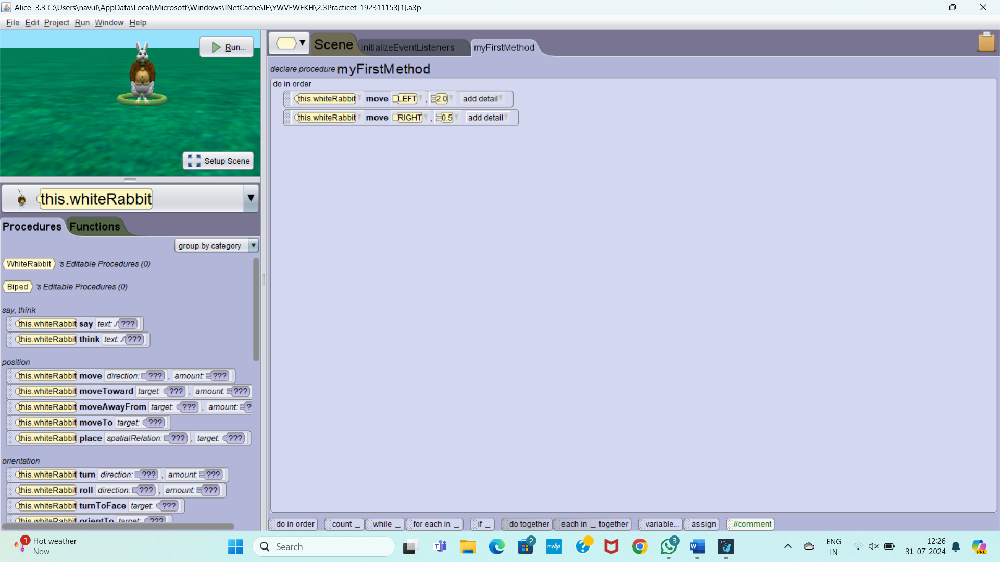 Alice 3.3 C:\Users\navul\AppData\Local\Microsoft\Windows\INetCache\IE\YWVEWEKH\2.3Practicet_192311153[1].a3p
File Edit Project Run Window Help
Run...
Setup Scene
this.whiteRabbit
Procedures Functions
group by category
WhiteRabbit 's Editable Procedures (0)
Biped 's Editable Procedures (0)
say, think
this.whiteRabbit say text: ???
this.whiteRabbit think text: ???
position
this.whiteRabbit move direction: ??? , amount: ???
this.whiteRabbit moveToward target: ??? , amount: ???
this.whiteRabbit moveAwayFrom target: ??? , amount: ?
this.whiteRabbit moveTo target: ???
this.whiteRabbit place spatialRelation: ??? , target: ???
orientation
this.whiteRabbit turn direction: ??? , amount: ???
this.whiteRabbit roll direction: ??? , amount: ???
this.whiteRabbit turnToFace target: ???
this.whiteRabbit orientTo target: ???
Scene initializeEventListeners myFirstMethod
declare procedure myFirstMethod
do in order
this.whiteRabbit move LEFT , 2.0 add detail
this.whiteRabbit move RIGHT , 0.5 add detail
do in order count _ while _ for each in _ if _ do together each in _ together variable... assign //comment
1 Hot weather
Now
Search
2
myhp
?
3
W
ENG
IN
12:26
31-07-2024
PRE